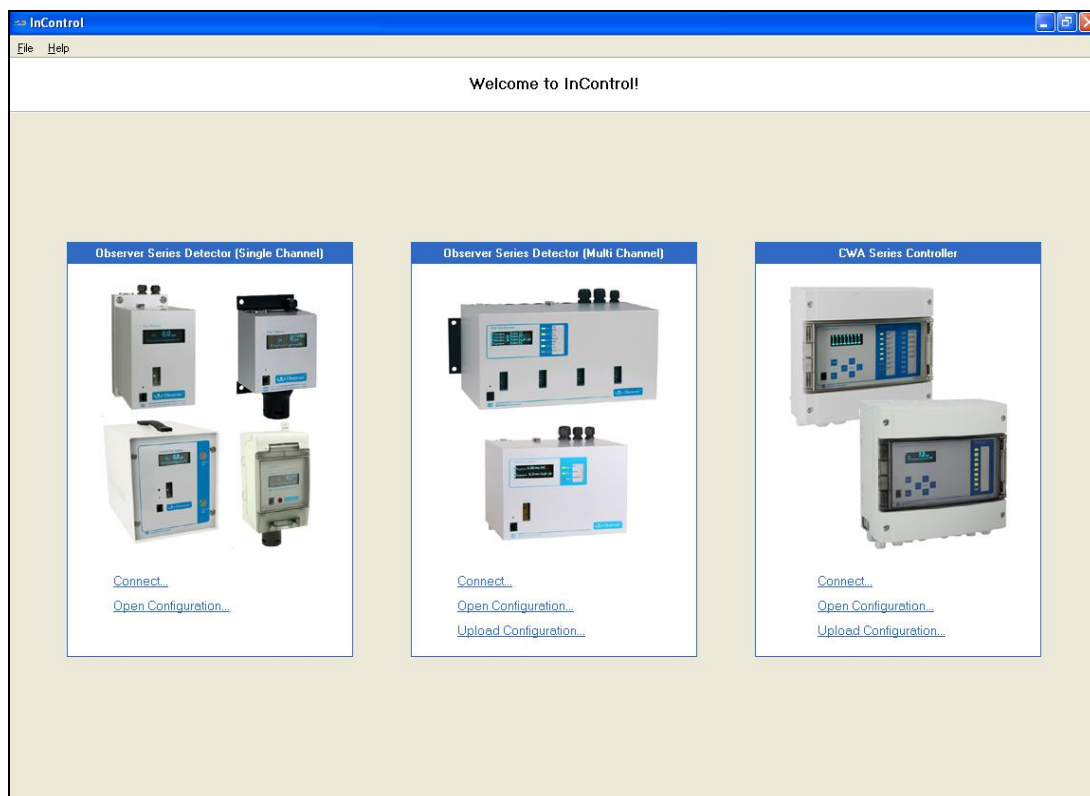 InControl
File Help
Welcome to InControl!
Observer Series Detector (Single Channel)
Connect...
Open Configuration...
Observer Series Detector (Multi Channel)
Connect...
Open Configuration...
Upload Configuration...
CWA Series Controller
Connect...
Open Configuration...
Upload Configuration...